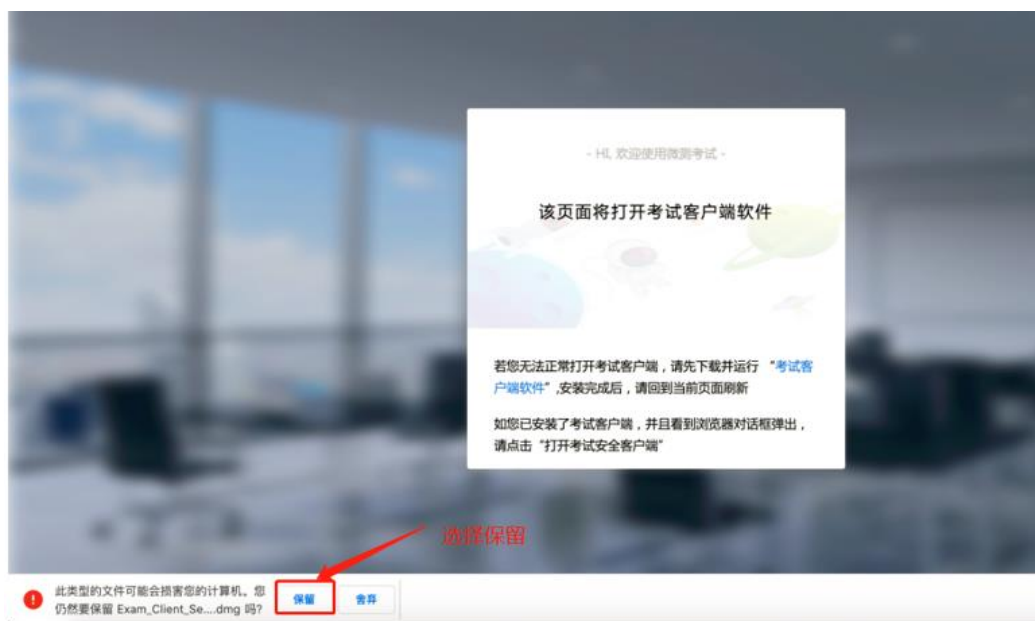 - HI, 欢迎使用微测考试 -
该页面将打开考试客户端软件
若您无法正常打开考试客户端，请先下载并运行 “考试客
户端软件” ,安装完成后，请回到当前页面刷新
如您已安装了考试客户端，并且看到浏览器对话框弹出，
请点击 “打开考试安全客户端”
选择保留
此类型的文件可能会损害您的计算机。您
仍然要保留 Exam_Client_Se....dmg 吗?
保留
舍弃